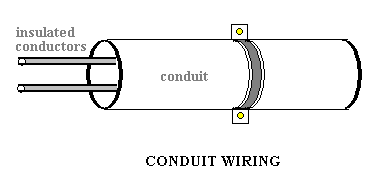 insulated
conductors
conduit
CONDUIT WIRING